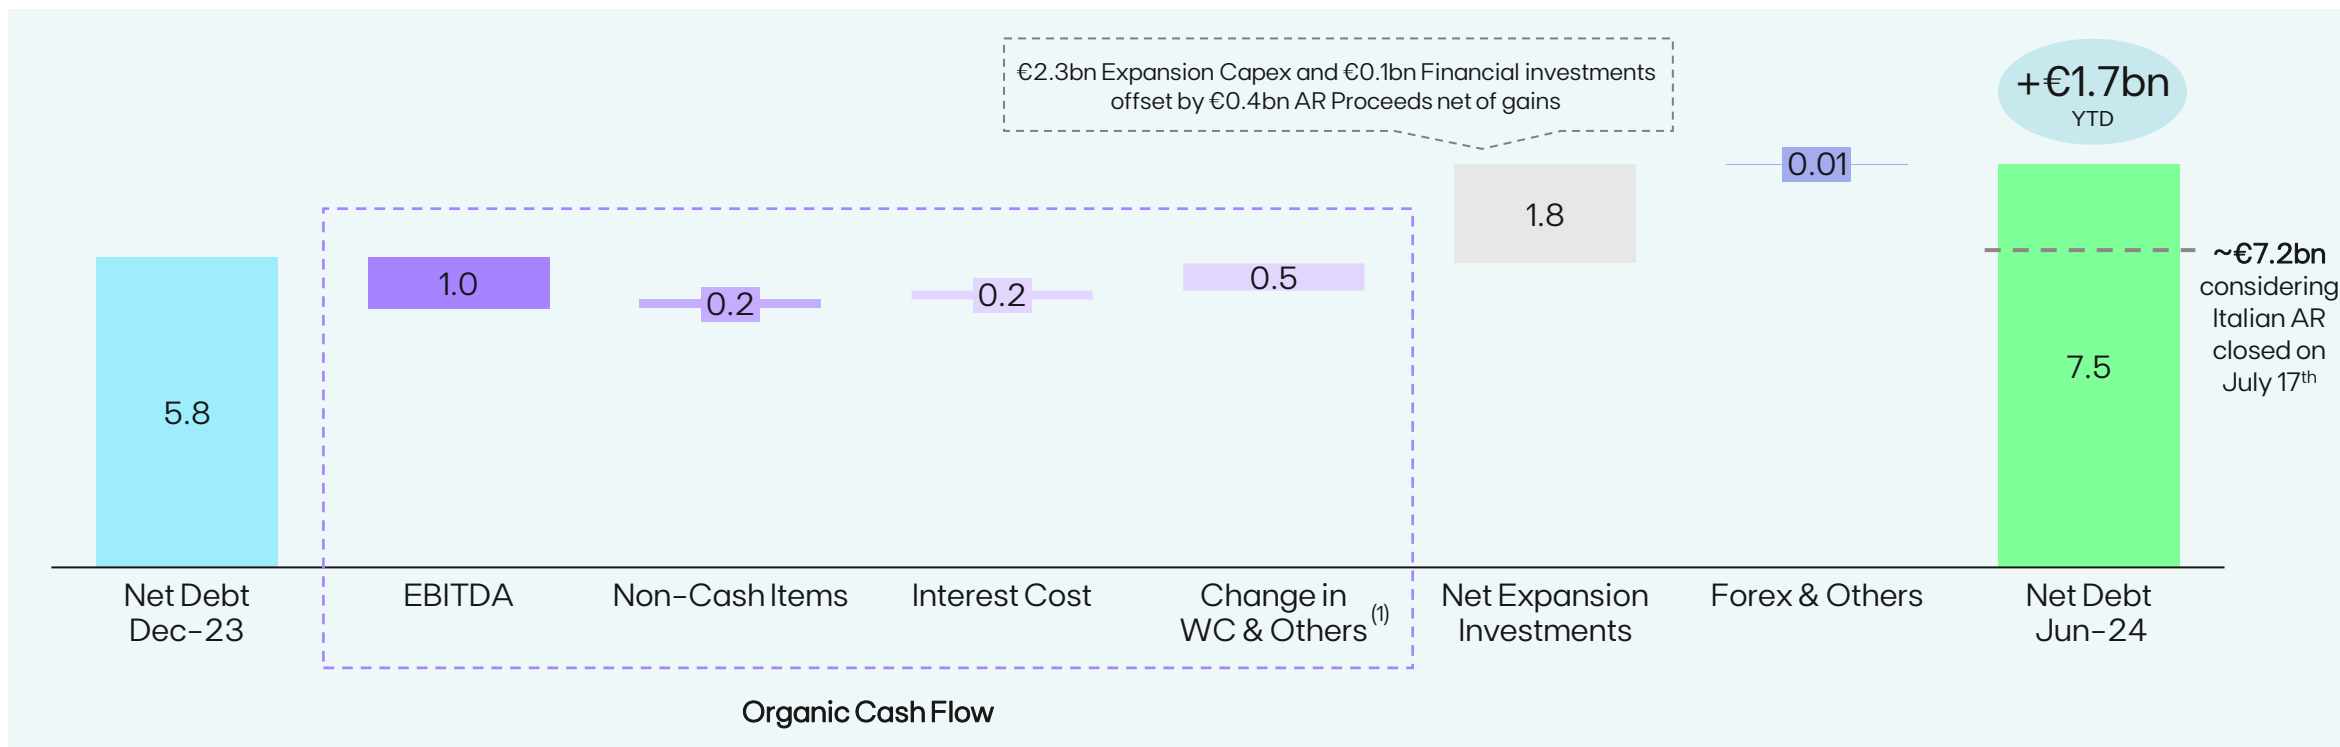 €2.3bn Expansion Capex and €0.1bn Financial investments
offset by €0.4bn AR Proceeds net of gains
+€1.7bn
YTD
5.8
1.0
0.2
0.2
0.5
1.8
0.01
7.5
~€7.2bn
considering
Italian AR
closed on
July 17th
Net Debt
Dec-23
EBITDA
Non-Cash Items
Interest Cost
Change in
WC & Others (1)
Net Expansion
Investments
Forex & Others
Net Debt
Jun-24
Organic Cash Flow